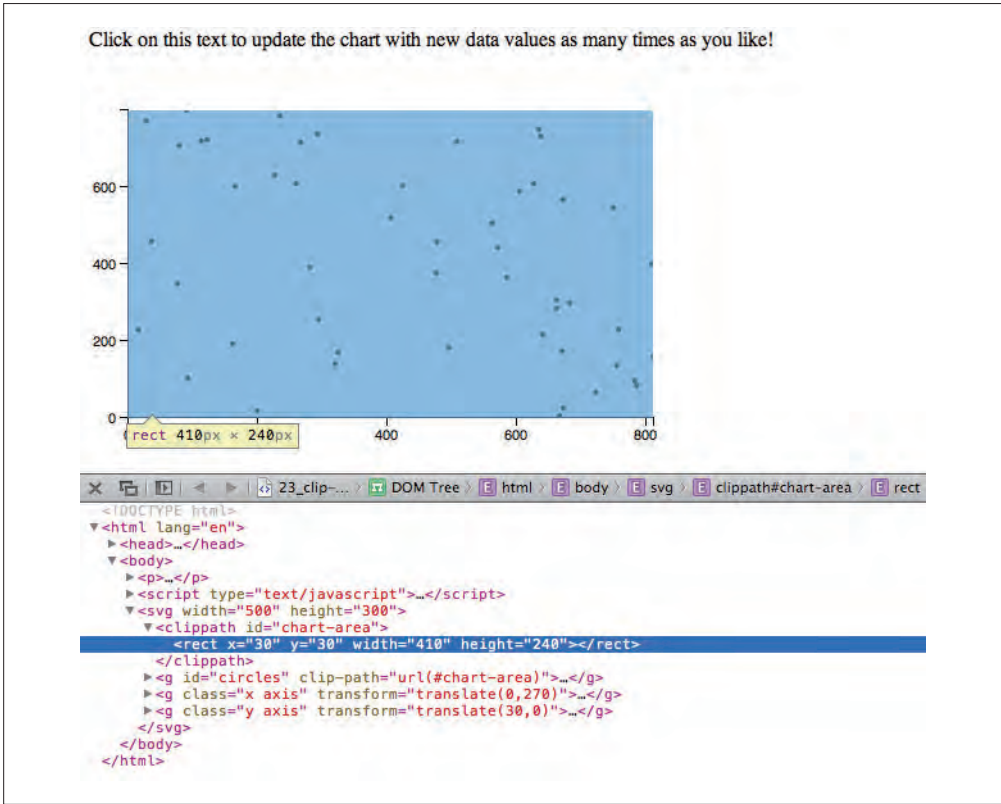 Click on this text to update the chart with new data values as many times as you like!
600
400
200
0
rect 410px × 240px
400
600
800
23_clip-... DOM Tree html body svg clippath#chart-area rect
<!DOCTYPE html>
▼<html lang="en">
▶<head>…</head>
▼<body>
▶<p>…</p>
▶<script type="text/javascript">…</script>
▼<svg width="500" height="300">
▼<clippath id="chart-area">
<rect x="30" y="30" width="410" height="240"></rect>
</clippath>
▶<g id="circles" clip-path="url(#chart-area)">…</g>
▶<g class="x axis" transform="translate(0,270)">…</g>
▶<g class="y axis" transform="translate(30,0)">…</g>
</svg>
</body>
</html>